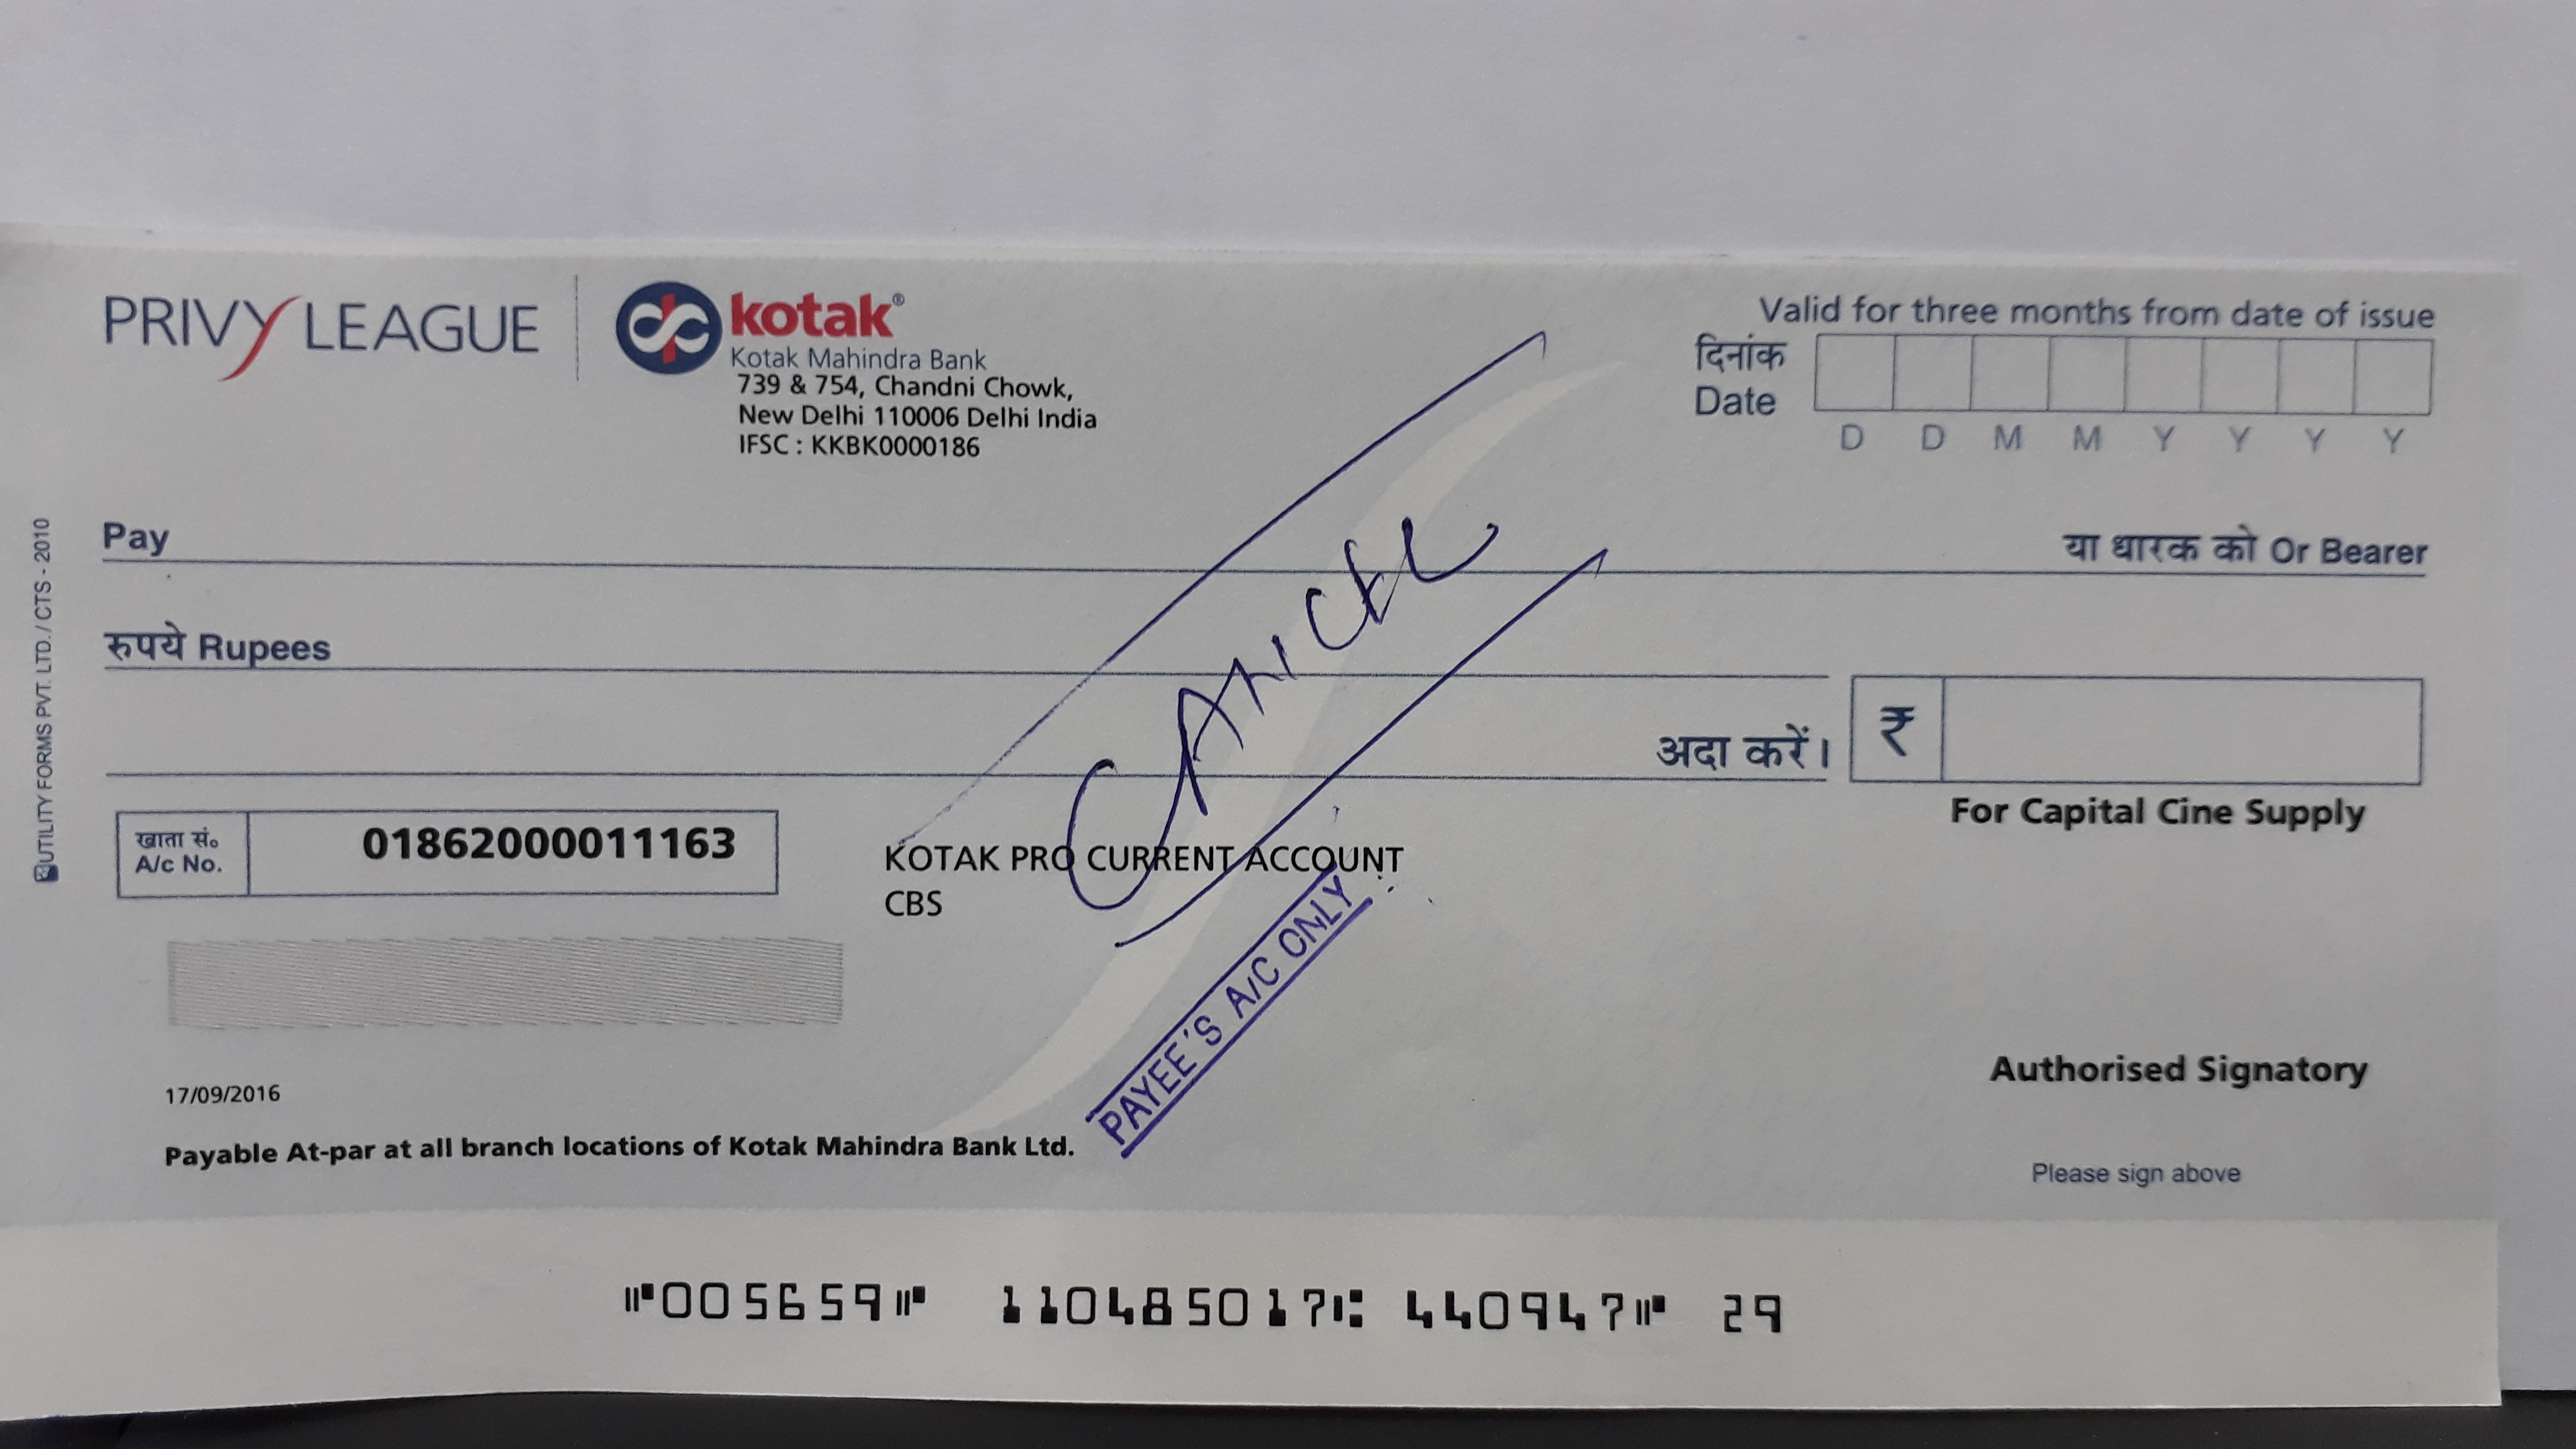 PRIVY LEAGUE
kotak®
Kotak Mahindra Bank
739 & 754, Chandni Chowk,
New Delhi 110006 Delhi India
IFSC : KKBK0000186
Valid for three months from date of issue
दिनांक
Date
D D M M Y Y Y Y
Pay
या धारक को Or Bearer
रुपये Rupees
अदा करें।
₹
CANCEL
खाता सं॰
A/c No.
01862000011163
KOTAK PRO CURRENT ACCOUNT
CBS
For Capital Cine Supply
PAYEE'S A/C ONLY
17/09/2016
Authorised Signatory
Payable At-par at all branch locations of Kotak Mahindra Bank Ltd.
Please sign above
UTILITY FORMS PVT. LTD. / CTS - 2010
⑈005659⑈ 110485017⑆ 440947⑈ 29